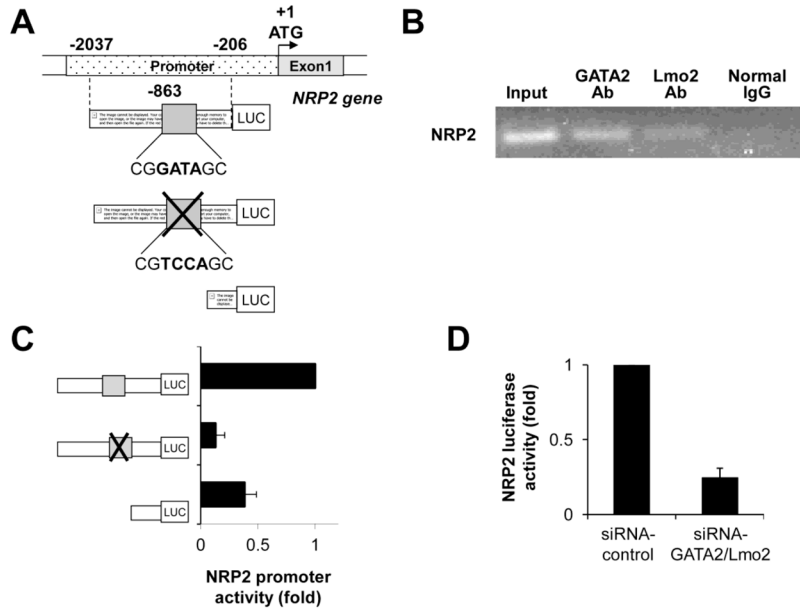 A
+1
ATG
-2037
-206
Promoter
Exon1
-863
NRP2 gene
LUC
CGGATAGC
LUC
CGTCCAGC
LUC
B
Input
GATA2
Ab
Lmo2
Ab
Normal
IgG
NRP2
C
LUC
LUC
LUC
0
0.5
1
NRP2 promoter
activity (fold)
D
NRP2 luciferase
activity (fold)
1
0.5
0
siRNA-
control
siRNA-
GATA2/Lmo2